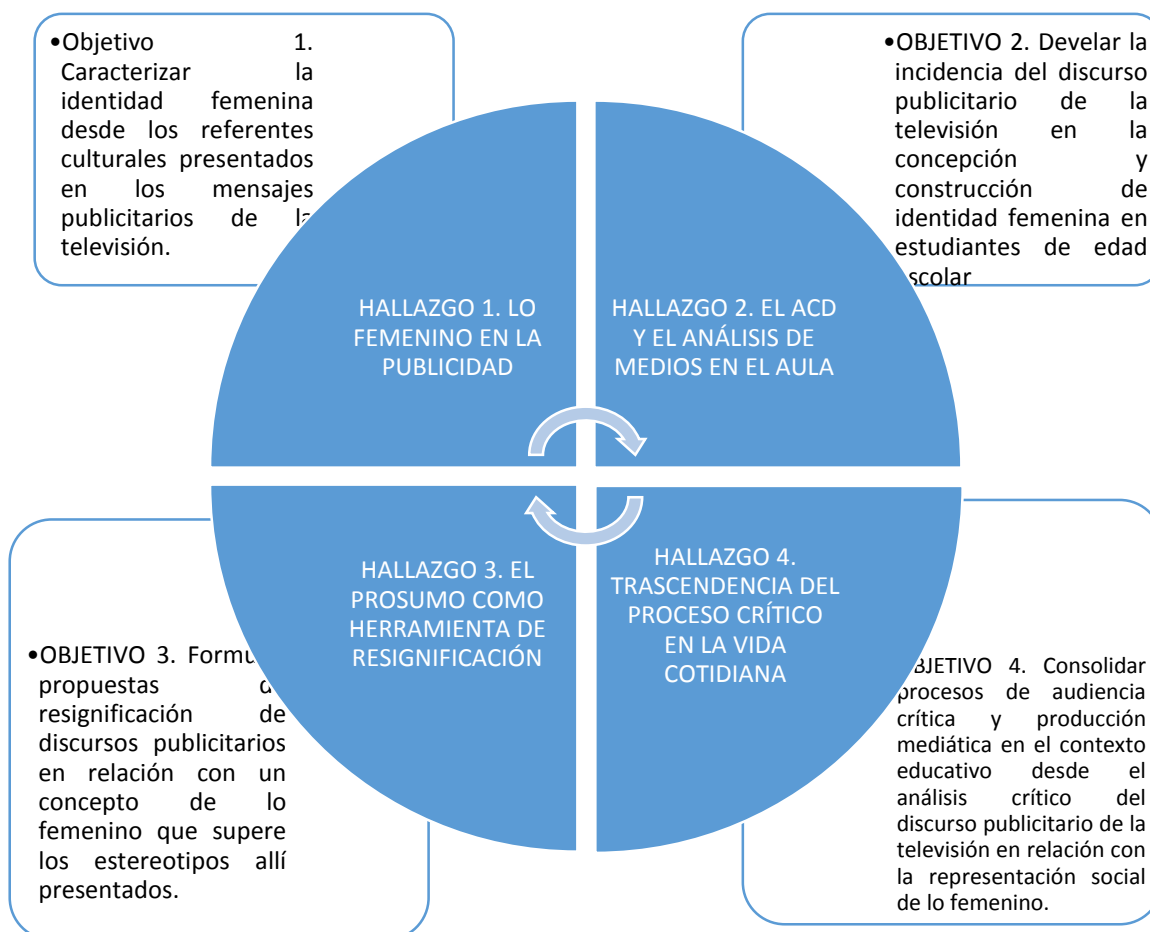 •Objetivo 1.
Caracterizar la
identidad femenina
desde los referentes
culturales presentados
en los mensajes
publicitarios de
televisión.
•OBJETIVO 2. Develar la
incidencia del discurso
publicitario de la
televisión en la
concepción y
construcción de
identidad femenina en
estudiantes de edad
scolar
HALLAZGO 1. LO
FEMENINO EN LA
PUBLICIDAD
HALLAZGO 2. EL ACD
Y EL ANÁLISIS DE
MEDIOS EN EL AULA
HALLAZGO 3. EL
PROSUMO COMO
HERRAMIENTA DE
RESIGNIFICACIÓN
HALLAZGO 4.
TRASCENDENCIA DEL
PROCESO CRÍTICO
EN LA VIDA
COTIDIANA
•OBJETIVO 3. Formu
propuestas
resignificación de
discursos publicitarios
en relación con un
concepto de lo
femenino que supere
los estereotipos allí
presentados.
BJETIVO 4. Consolidar
procesos de audiencia
crítica y producción
mediática en el contexto
educativo desde el
análisis crítico del
discurso publicitario de la
televisión en relación con
la representación social
de lo femenino.